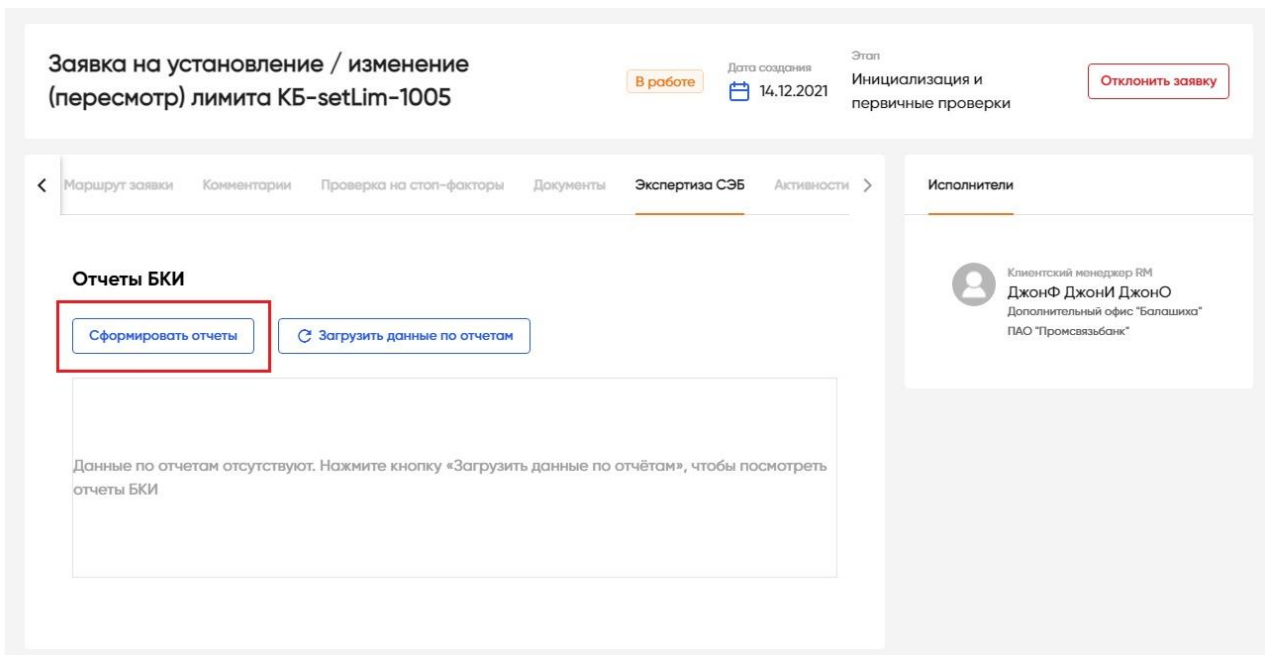 Заявка на установление / изменение
(пересмотр) лимита КБ-setLim-1005
В работе
Дата создания
14.12.2021
Этап
Инициализация и
первичные проверки
Отклонить заявку
Маршрут заявки
Комментарии
Проверка на стоп-факторы
Документы
Экспертиза СЭБ
Активности
Исполнители
Отчеты БКИ
Сформировать отчеты
Загрузить данные по отчетам
Данные по отчетам отсутствуют. Нажмите кнопку «Загрузить данные по отчётам», чтобы посмотреть
отчеты БКИ
Клиентский менеджер RM
ДжонФ ДжонИ ДжонО
Дополнительный офис "Балашиха"
ПАО "Промсвязьбанк"